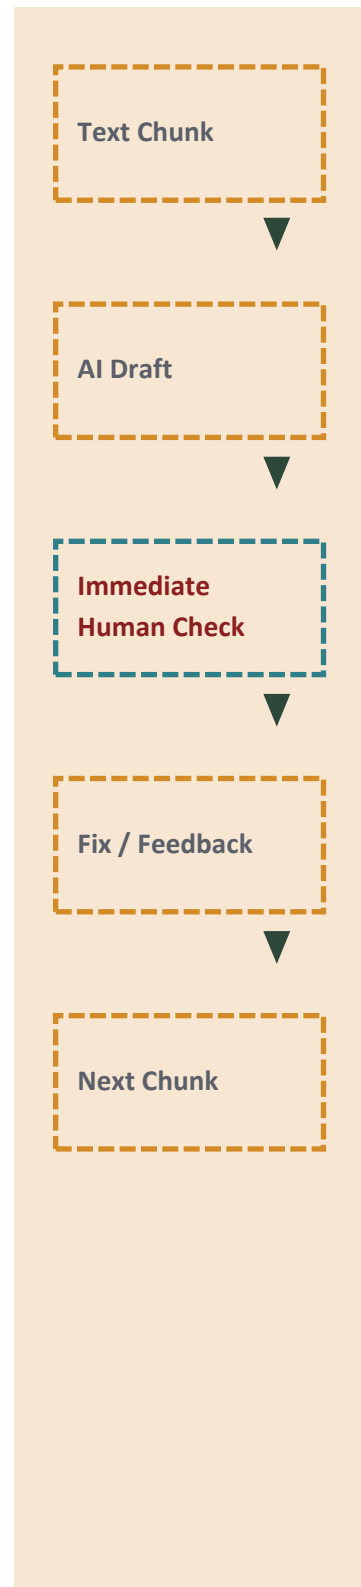 Text Chunk
AI Draft
Immediate
Human Check
Fix / Feedback
Next Chunk